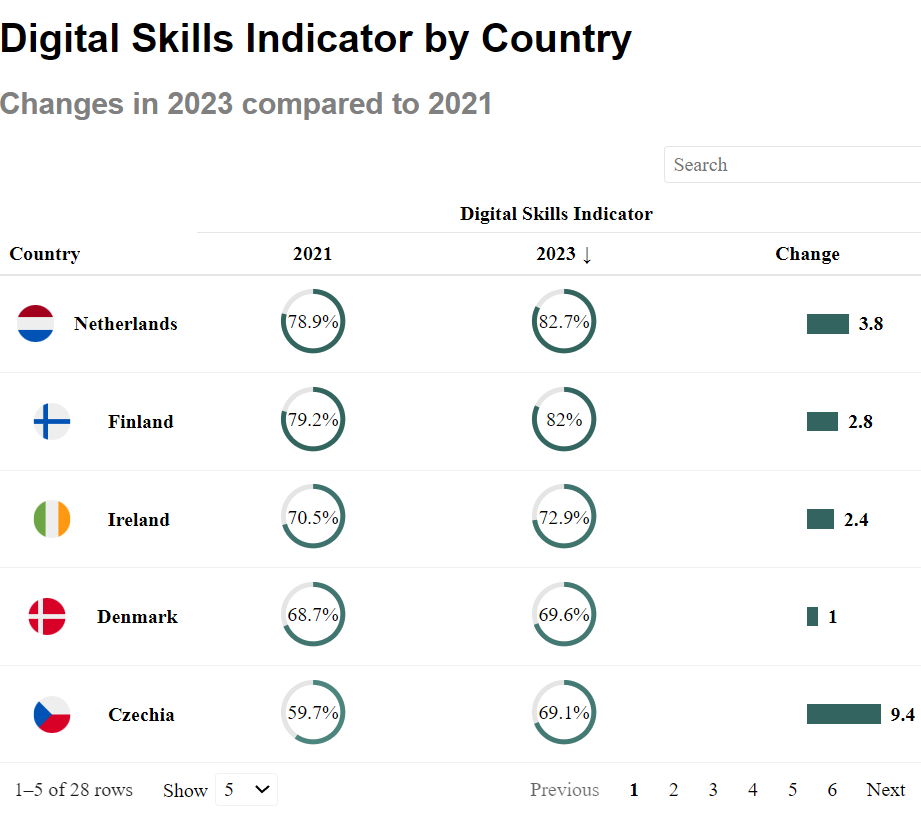 Digital Skills Indicator by Country
Changes in 2023 compared to 2021
Search
Digital Skills Indicator
Country 2021 2023 ↓ Change
Netherlands 78.9% 82.7% 3.8
Finland 79.2% 82% 2.8
Ireland 70.5% 72.9% 2.4
Denmark 68.7% 69.6% 1
Czechia 59.7% 69.1% 9.4
1–5 of 28 rows Show 5 Previous 1 2 3 4 5 6 Next